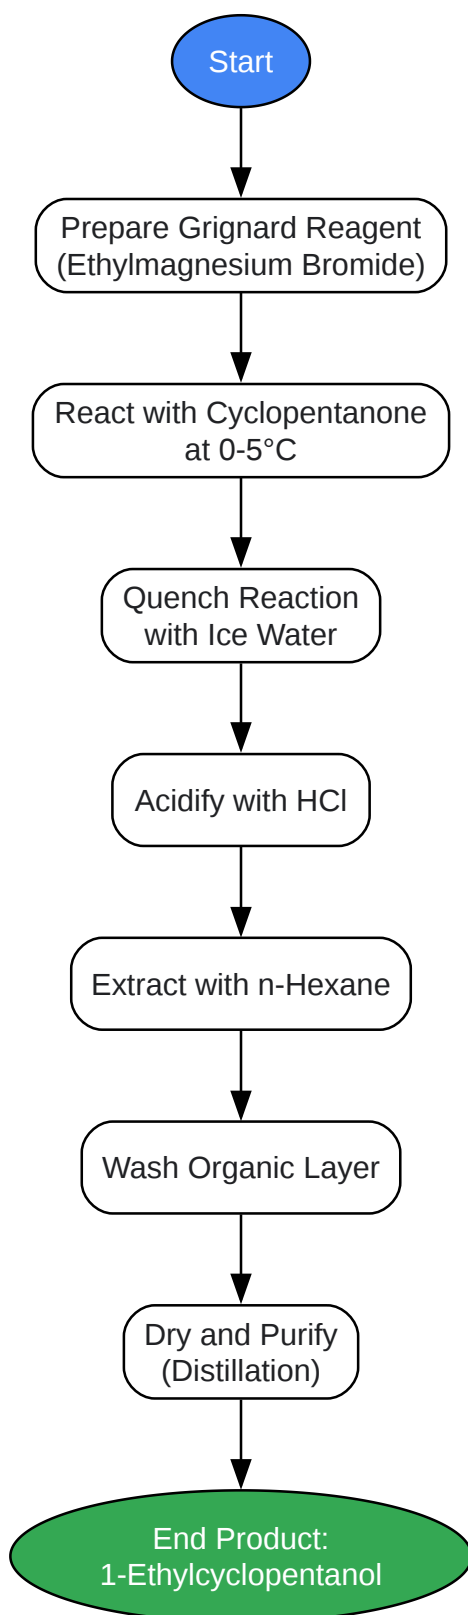 Start
Prepare Grignard Reagent
(Ethylmagnesium Bromide)
React with Cyclopentanone
at 0-5°C
Quench Reaction
with Ice Water
Acidify with HCl
Extract with n-Hexane
Wash Organic Layer
Dry and Purify
(Distillation)
End Product:
1-Ethylcyclopentanol